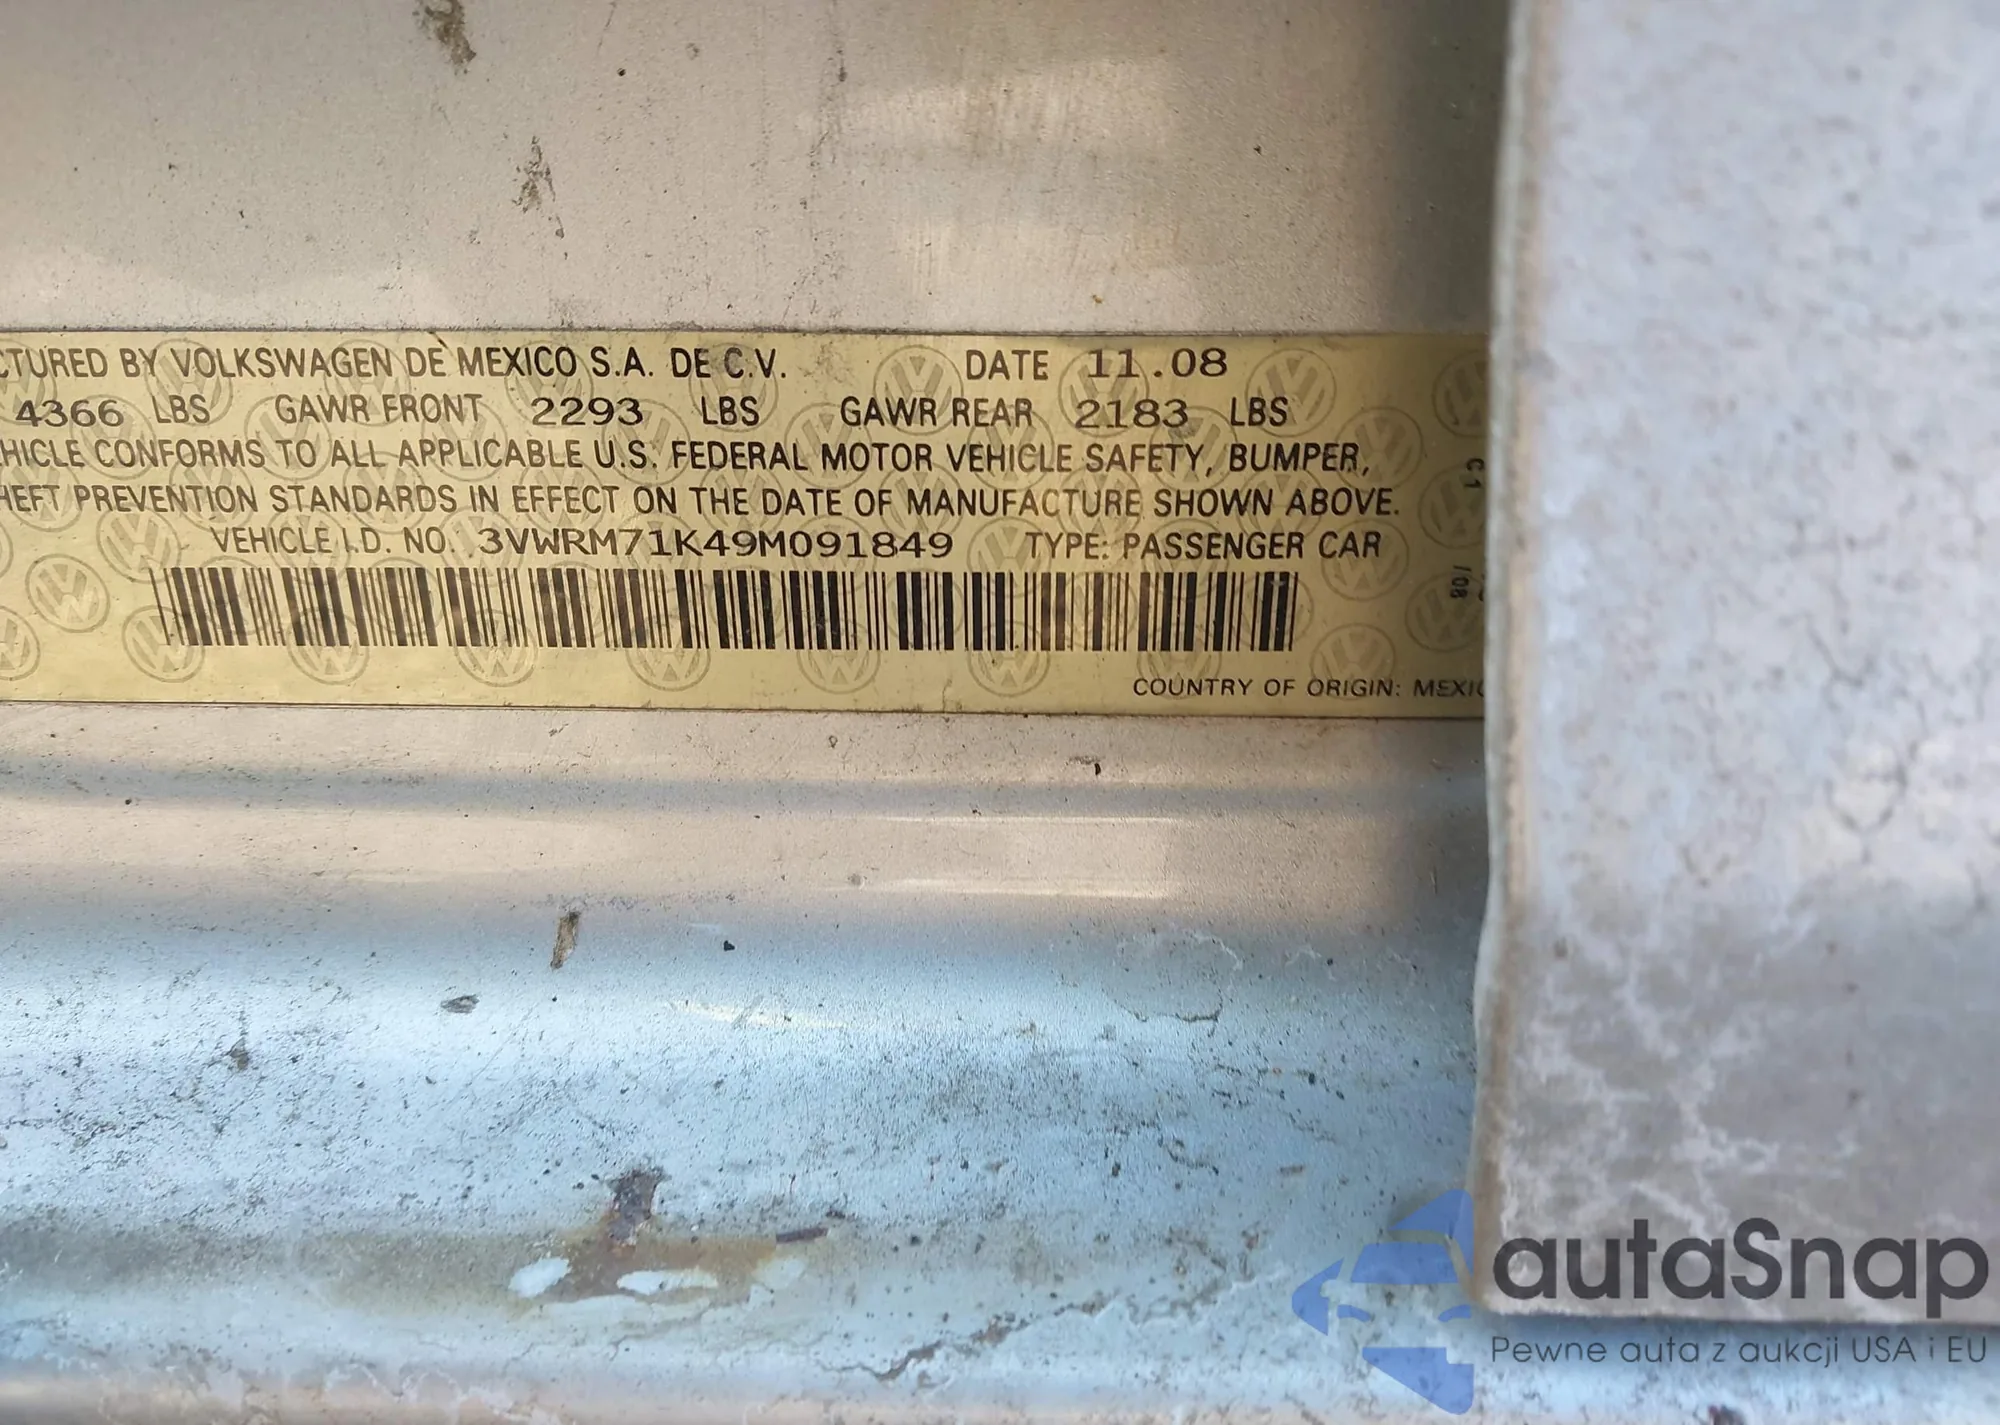 CTURED BY VOLKSWAGEN DE MEXICO S.A. DE C.V. DATE 11.08
4366 LBS GAWR FRONT 2293 LBS GAWR REAR 2183 LBS
HICLE CONFORMS TO ALL APPLICABLE U.S. FEDERAL MOTOR VEHICLE SAFETY, BUMPER,
HEFT PREVENTION STANDARDS IN EFFECT ON THE DATE OF MANUFACTURE SHOWN ABOVE.
VEHICLE I.D. NO. 3VWRM71K49M091849 TYPE: PASSENGER CAR
COUNTRY OF ORIGIN: MEXIC
autaSnap
Pewne auta z aukcji USA i EU